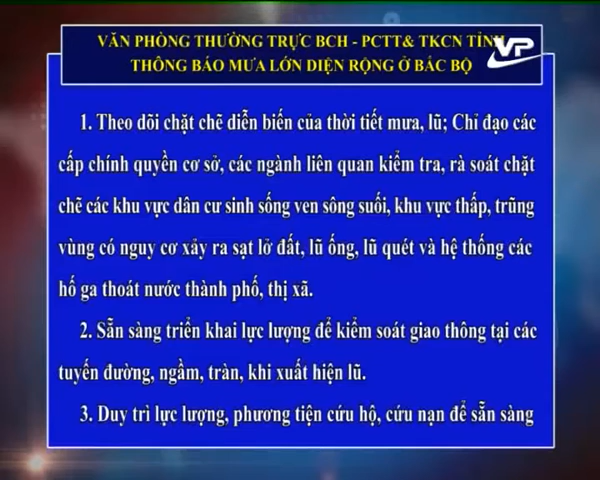 VĂN PHÒNG THƯỜNG TRỰC BCH - PCTT& TKCN TỈNH
THÔNG BÁO MƯA LỚN DIỆN RỘNG Ở BẮC BỘ
VP
1. Theo dõi chặt chẽ diễn biến của thời tiết mưa, lũ; Chỉ đạo các
cấp chính quyền cơ sở, các ngành liên quan kiểm tra, rà soát chặt
chẽ các khu vực dân cư sinh sống ven sông suối, khu vực thấp, trũng
vùng có nguy cơ xảy ra sạt lở đất, lũ ống, lũ quét và hệ thống các
hố ga thoát nước thành phố, thị xã.
2. Sẵn sàng triển khai lực lượng để kiểm soát giao thông tại các
tuyến đường, ngầm, tràn, khi xuất hiện lũ.
3. Duy trì lực lượng, phương tiện cứu hộ, cứu nạn để sẵn sàng